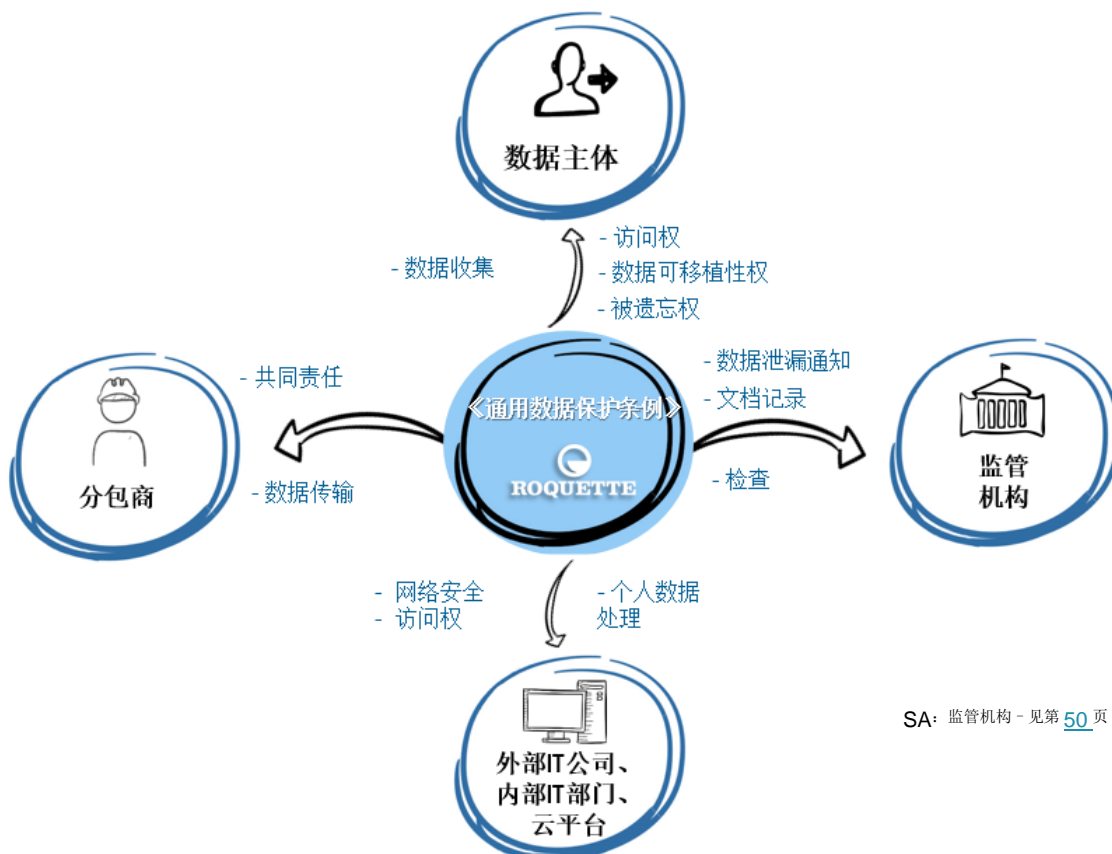 数据主体
- 数据收集
- 访问权
- 数据可移植性权
- 被遗忘权
- 共同责任
- 数据传输
分包商
《通用数据保护条例》
ROQUETTE
- 数据泄漏通知
- 文档记录
- 检查
监管
机构
- 网络安全
- 访问权
- 个人数据
处理
外部IT公司、
内部IT部门、
云平台
SA: 监管机构 - 见第 50 页